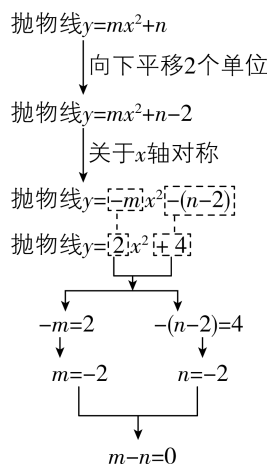 抛物线y=mx²+n
向下平移2个单位
抛物线y=mx²+n-2
关于x轴对称
抛物线y=-mx²-(n-2)
抛物线y=2x²+4
-m=2 -(n-2)=4
m=-2 n=-2
m-n=0